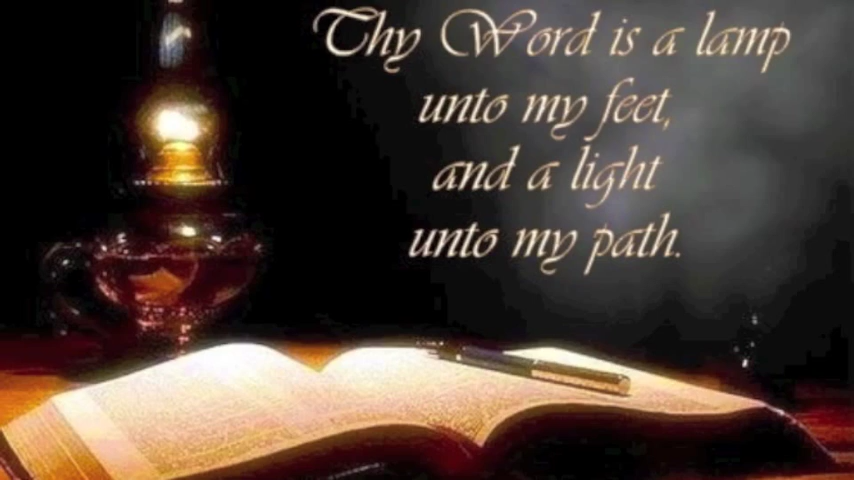 Thy Word is a lamp
unto my feet,
and a light
unto my path.